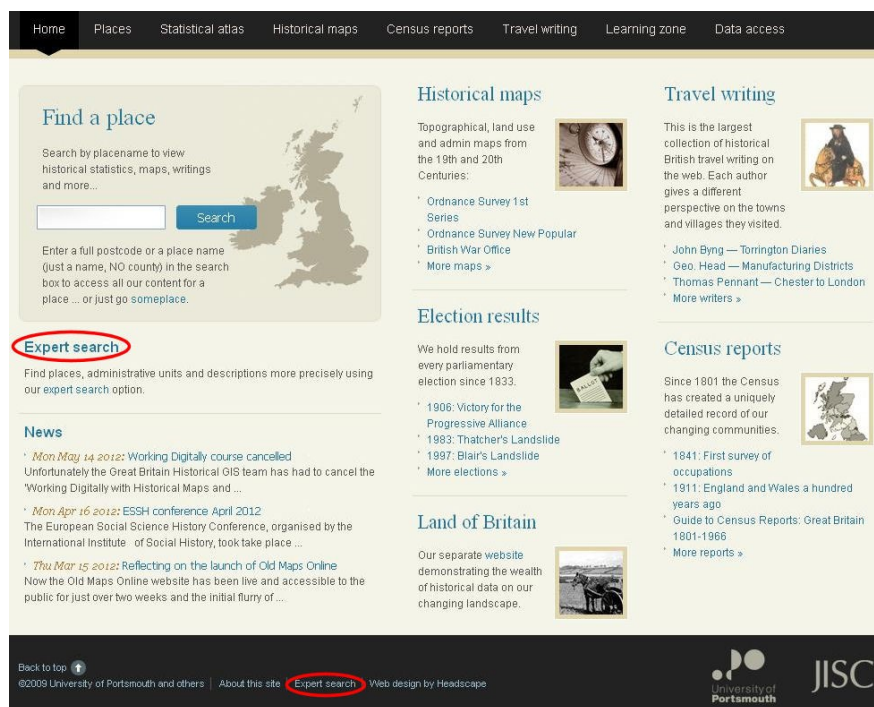 Home Places Statistical atlas Historical maps Census reports Travel writing Learning zone Data access
Find a place
Search by placename to view
historical statistics, maps, writings
and more...
Search
Enter a full postcode or a place name
(just a name, NO county) in the search
box to access all our content for a
place ... or just go someplace.
Expert search
Find places, administrative units and descriptions more precisely using
our expert search option.
News
Mon May 14 2012: Working Digitally course cancelled
Unfortunately the Great Britain Historical GIS team has had to cancel the
'Working Digitally with Historical Maps and ...
Mon Apr 16 2012: ESSH conference April 2012
The European Social Science History Conference, organised by the
International Institute of Social History, took take place ...
Thu Mar 15 2012: Reflecting on the launch of Old Maps Online
Now the Old Maps Online website has been live and accessible to the
public for just over two weeks and the initial flurry of ...
Historical maps
Topographical, land use
and admin maps from
the 19th and 20th
Centuries:
Ordnance Survey 1st
Series
Ordnance Survey New Popular
British War Office
More maps »
Election results
We hold results from
every parliamentary
election since 1833.
BALLOT
1906: Victory for the
Progressive Alliance
1983: Thatcher's Landslide
1997: Blair's Landslide
More elections »
Land of Britain
Our separate website
demonstrating the wealth
of historical data on our
changing landscape.
Travel writing
This is the largest
collection of historical
British travel writing on
the web. Each author
gives a different
perspective on the towns
and villages they visited.
John Byng — Torrington Diaries
Geo. Head — Manufacturing Districts
Thomas Pennant — Chester to London
More writers »
Census reports
Since 1801 the Census
has created a uniquely
detailed record of our
changing communities.
1841: First survey of
occupations
1911: England and Wales a hundred
years ago
Guide to Census Reports: Great Britain
1801-1966
More reports »
Back to top
©2009 University of Portsmouth and others | About this site | Expert search | Web design by Headscape
University of
Portsmouth
JISC